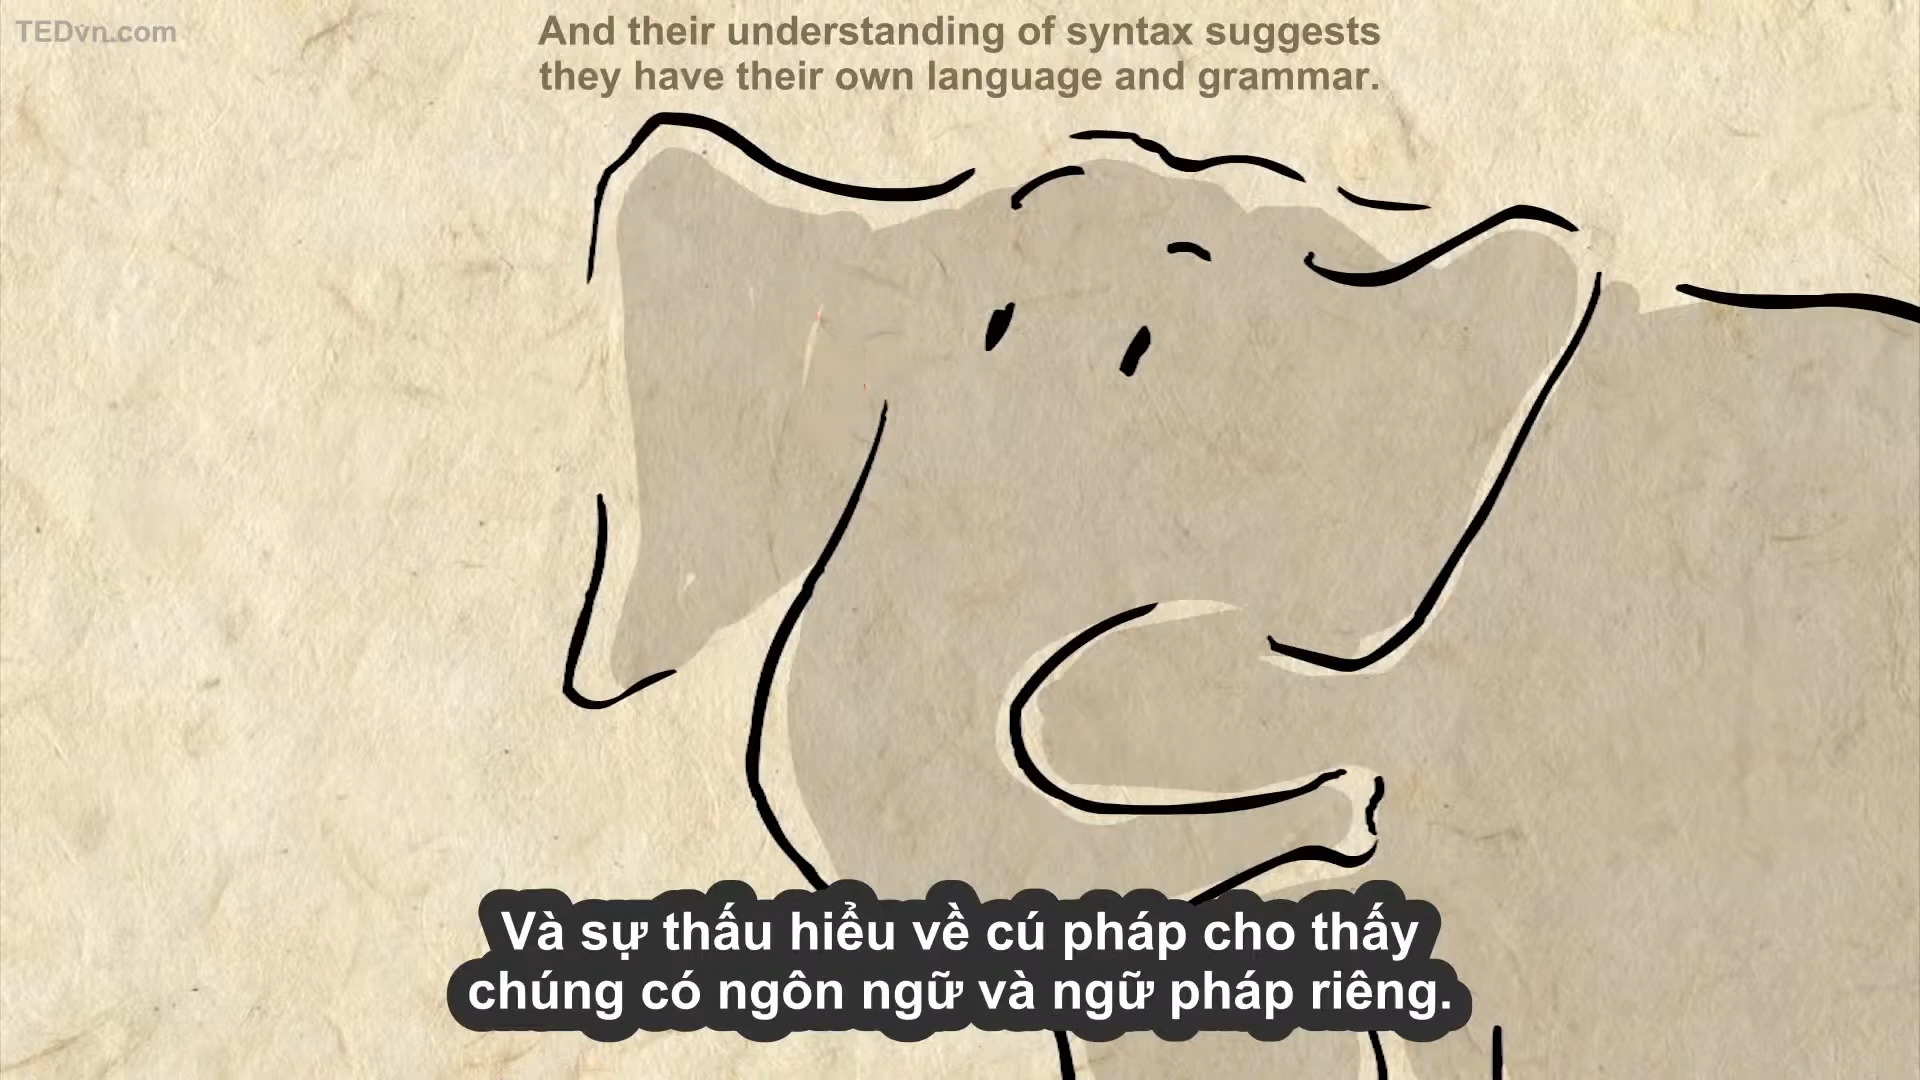 TEDvn.com
And their understanding of syntax suggests
they have their own language and grammar.
Và sự thấu hiểu về cú pháp cho thấy
chúng có ngôn ngữ và ngữ pháp riêng.